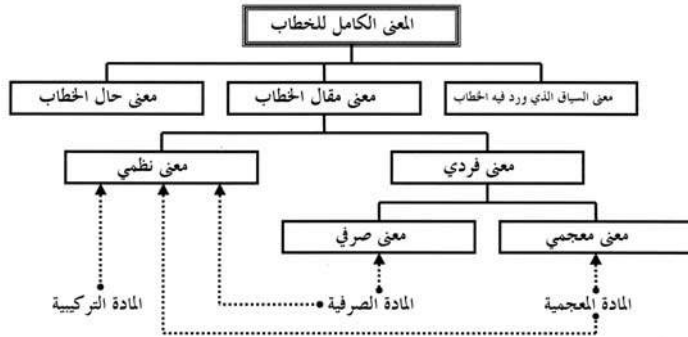 المعنى الكامل للخطاب
معنى السياق الذي ورد فيه الخطاب
معنى مقال الخطاب
معنى حال الخطاب
معنى فردي
معنى نظمي
معنى معجمي
معنى صرفي
المادة المعجمية
المادة الصرفية
المادة التركيبية